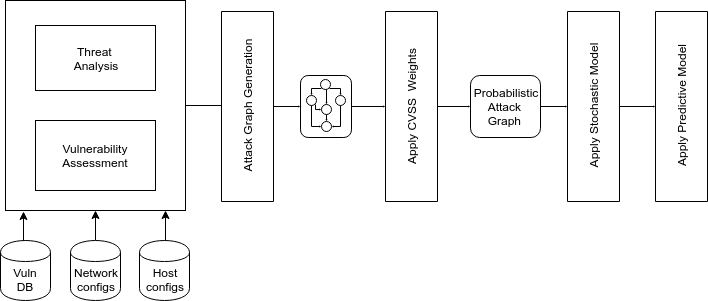 Threat
Analysis
Vulnerability
Assessment
Vuln
DB
Network
configs
Host
configs
Attack Graph Generation
Apply CVSS Weights
Probabilistic
Attack
Graph
Apply Stochastic Model
Apply Predictive Model